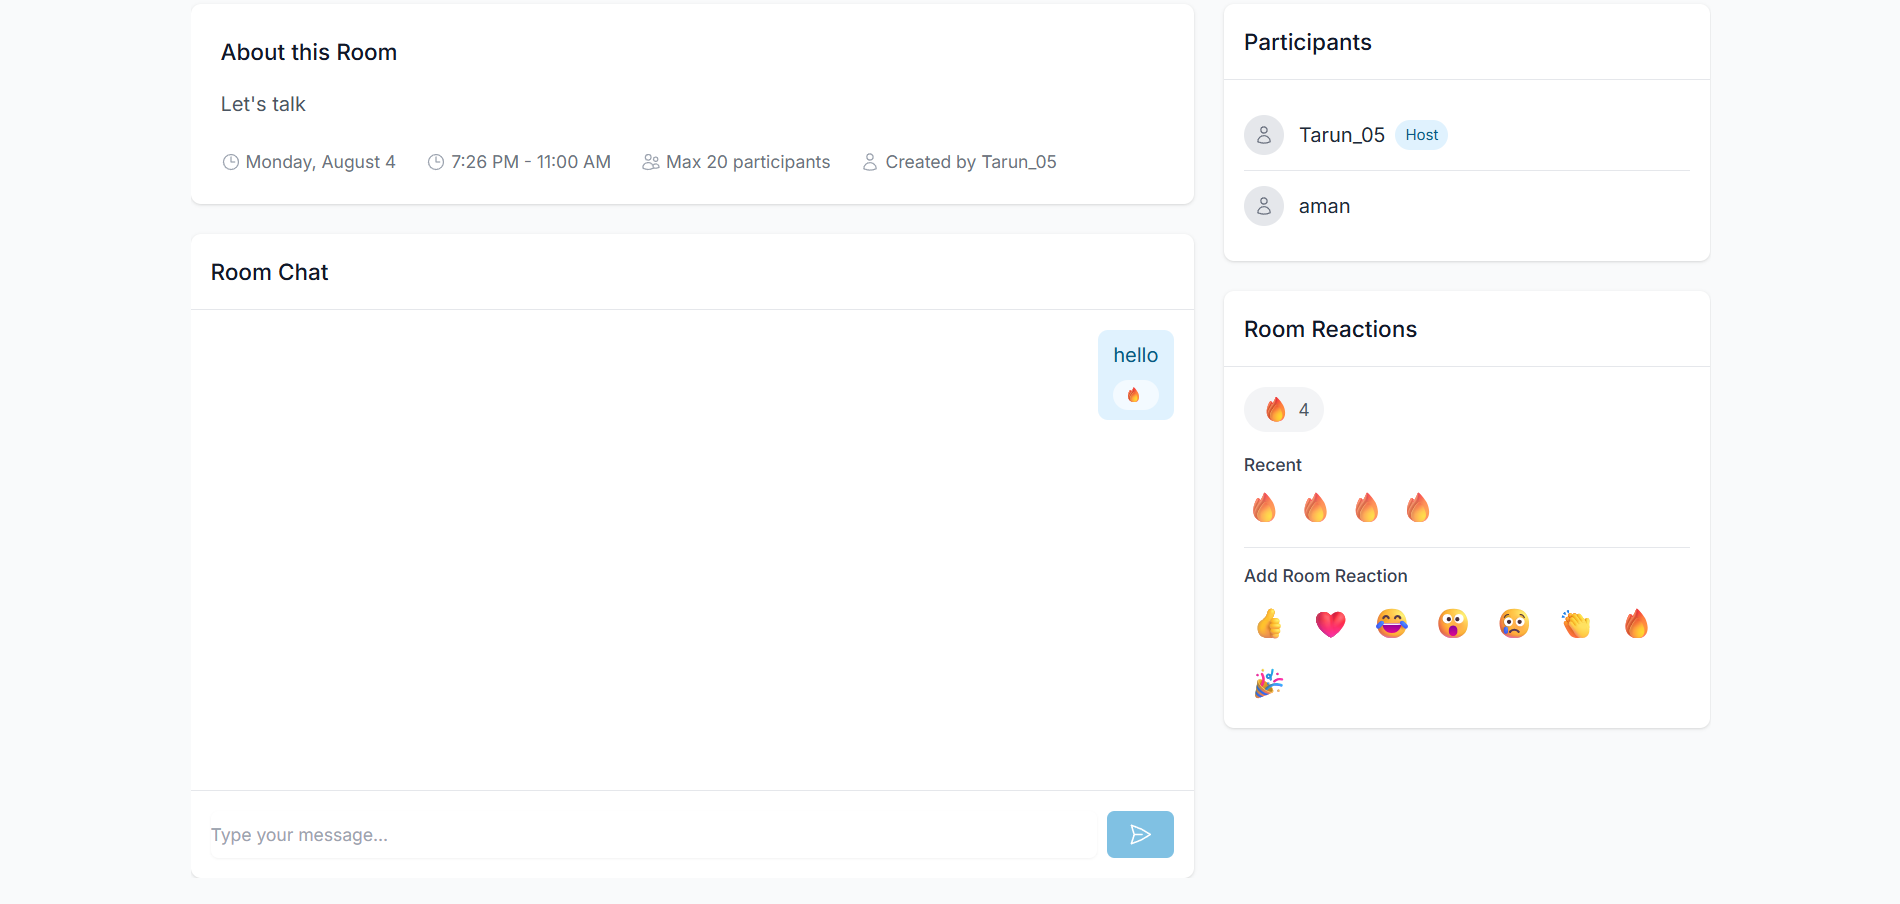 About this Room
Let's talk
Monday, August 4 7:26 PM - 11:00 AM Max 20 participants Created by Tarun_05
Room Chat
hello
Type your message...
Participants
Tarun_05 Host
aman
Room Reactions
4
Recent
Add Room Reaction